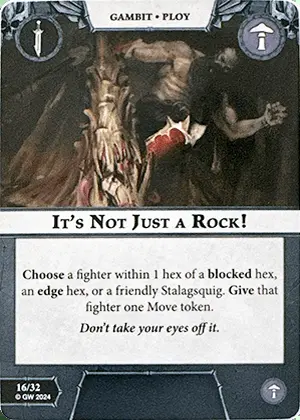 GAMBIT • PLOY
IT'S NOT JUST A ROCK!
Choose a fighter within 1 hex of a blocked hex,
an edge hex, or a friendly Stalagsquig. Give that
fighter one Move token.
Don't take your eyes off it.
16/32
© GW 2024